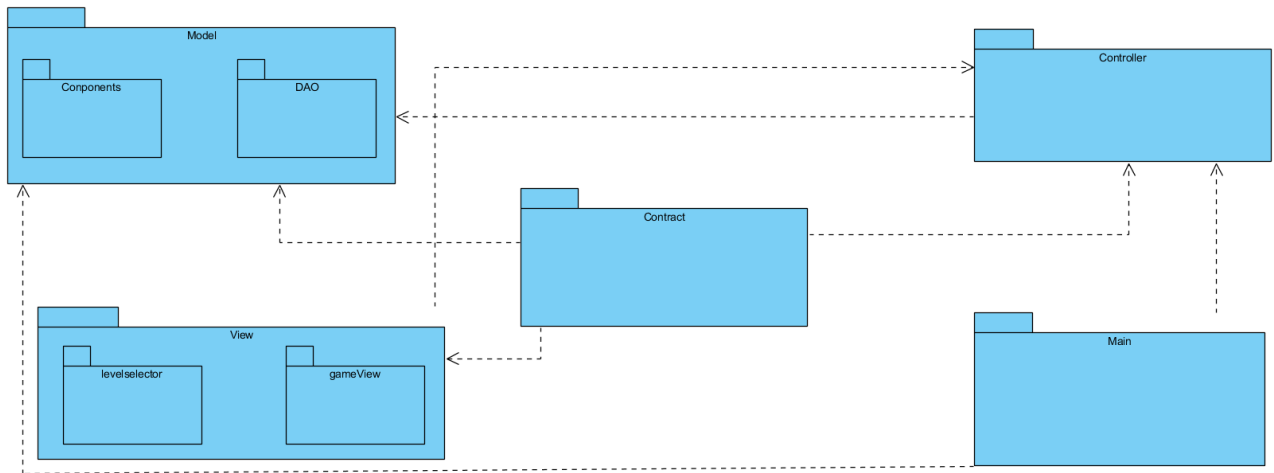 Model
Conponents
DAO
Controller
Contract
View
levelselector
gameView
Main